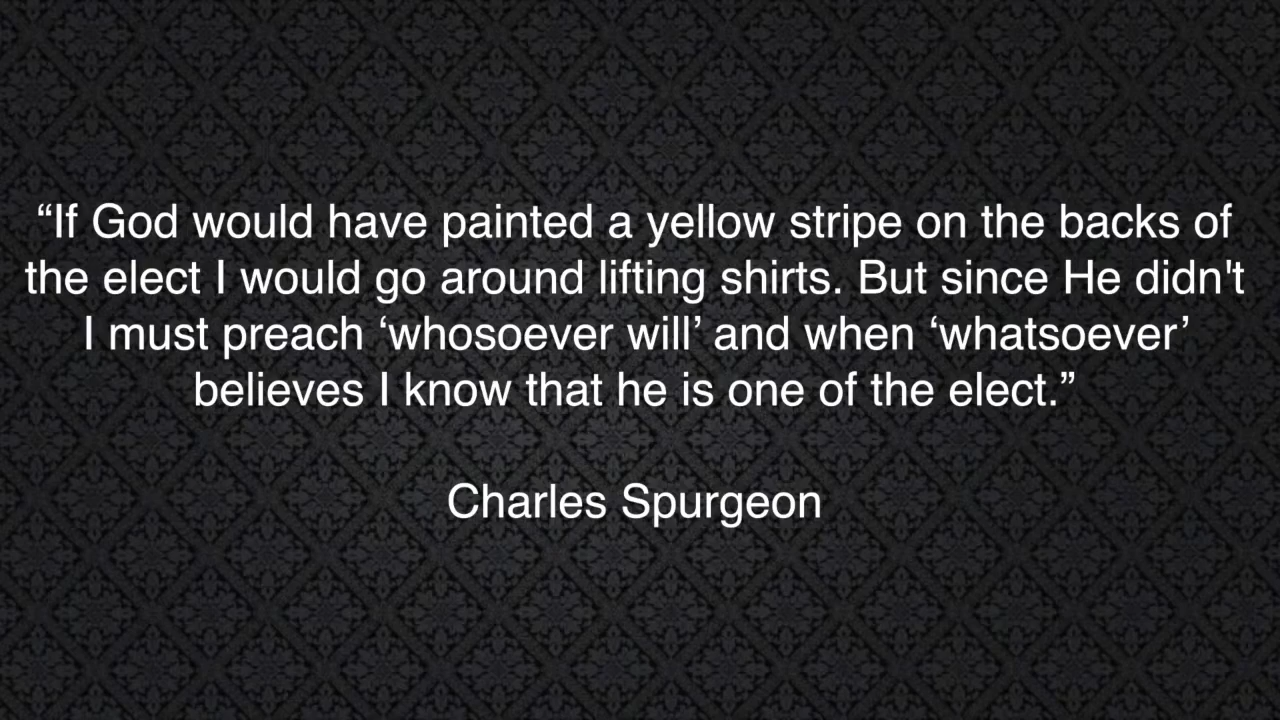 “If God would have painted a yellow stripe on the backs of
the elect I would go around lifting shirts. But since He didn't
I must preach ‘whosoever will’ and when ‘whatsoever’
believes I know that he is one of the elect.”
Charles Spurgeon